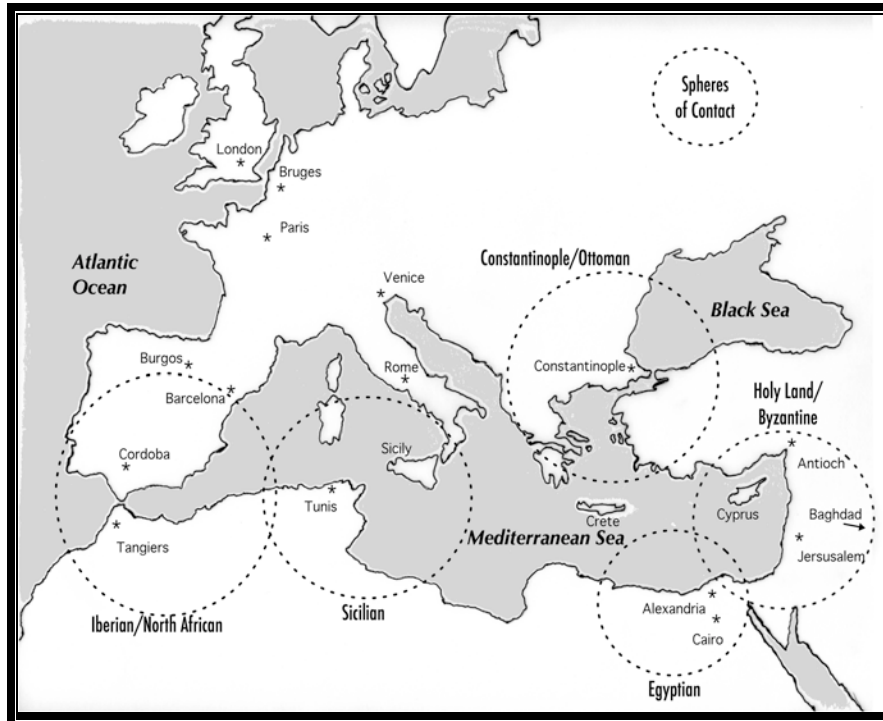 Spheres
of Contact
London
Bruges
Paris
Atlantic
Ocean
Constantinople/Ottoman
Venice
Black Sea
Burgos
Rome
Constantinople
Barcelona
Holy Land/
Byzantine
Cordoba
Sicily
Antioch
Tunis
Crete
Cyprus
Baghdad
Tangiers
Mediterranean Sea
Jersusalem
Iberian/North African
Sicilian
Alexandria
Cairo
Egyptian